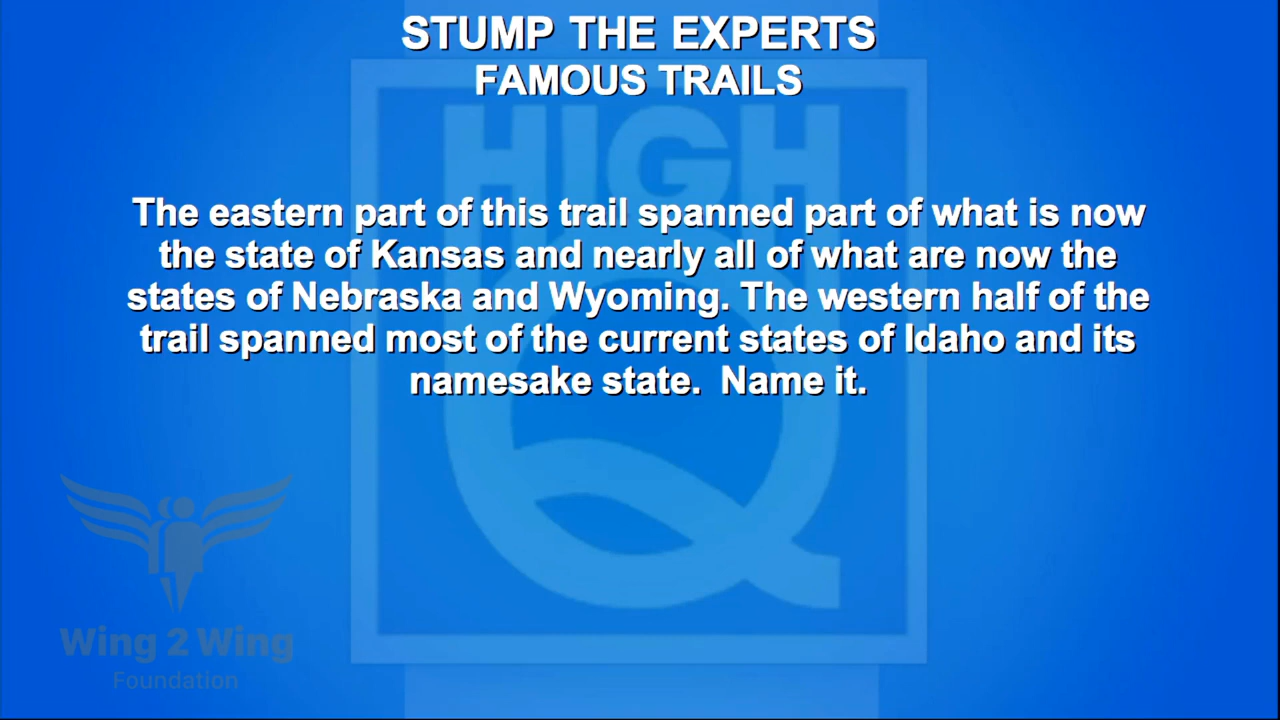 STUMP THE EXPERTS
FAMOUS TRAILS
HIGH
Q
The eastern part of this trail spanned part of what is now
the state of Kansas and nearly all of what are now the
states of Nebraska and Wyoming. The western half of the
trail spanned most of the current states of Idaho and its
namesake state. Name it.
Wing 2 Wing
Foundation